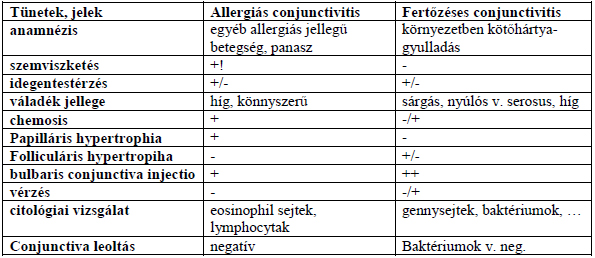 Tünetek, jelek Allergiás conjunctivitis Fertőzéses conjunctivitis
anamnézis egyéb allergiás jellegű környezetben kötőhártya-
betegség, panasz gyulladás
szemviszketés +! -
idegentestérzés +/- +/-
váladék jellege híg, könnyszerű sárgás, nyúlós v. serosus, híg
chemosis + -/+
Papilláris hypertrophia + -
Folliculáris hypertropiha - +/-
bulbaris conjunctiva injectio + ++
vérzés - -/+
citológiai vizsgálat eosinophil sejtek, gennysejtek, baktériumok, …
lymphocytak
Conjunctiva leoltás negatív Baktériumok v. neg.